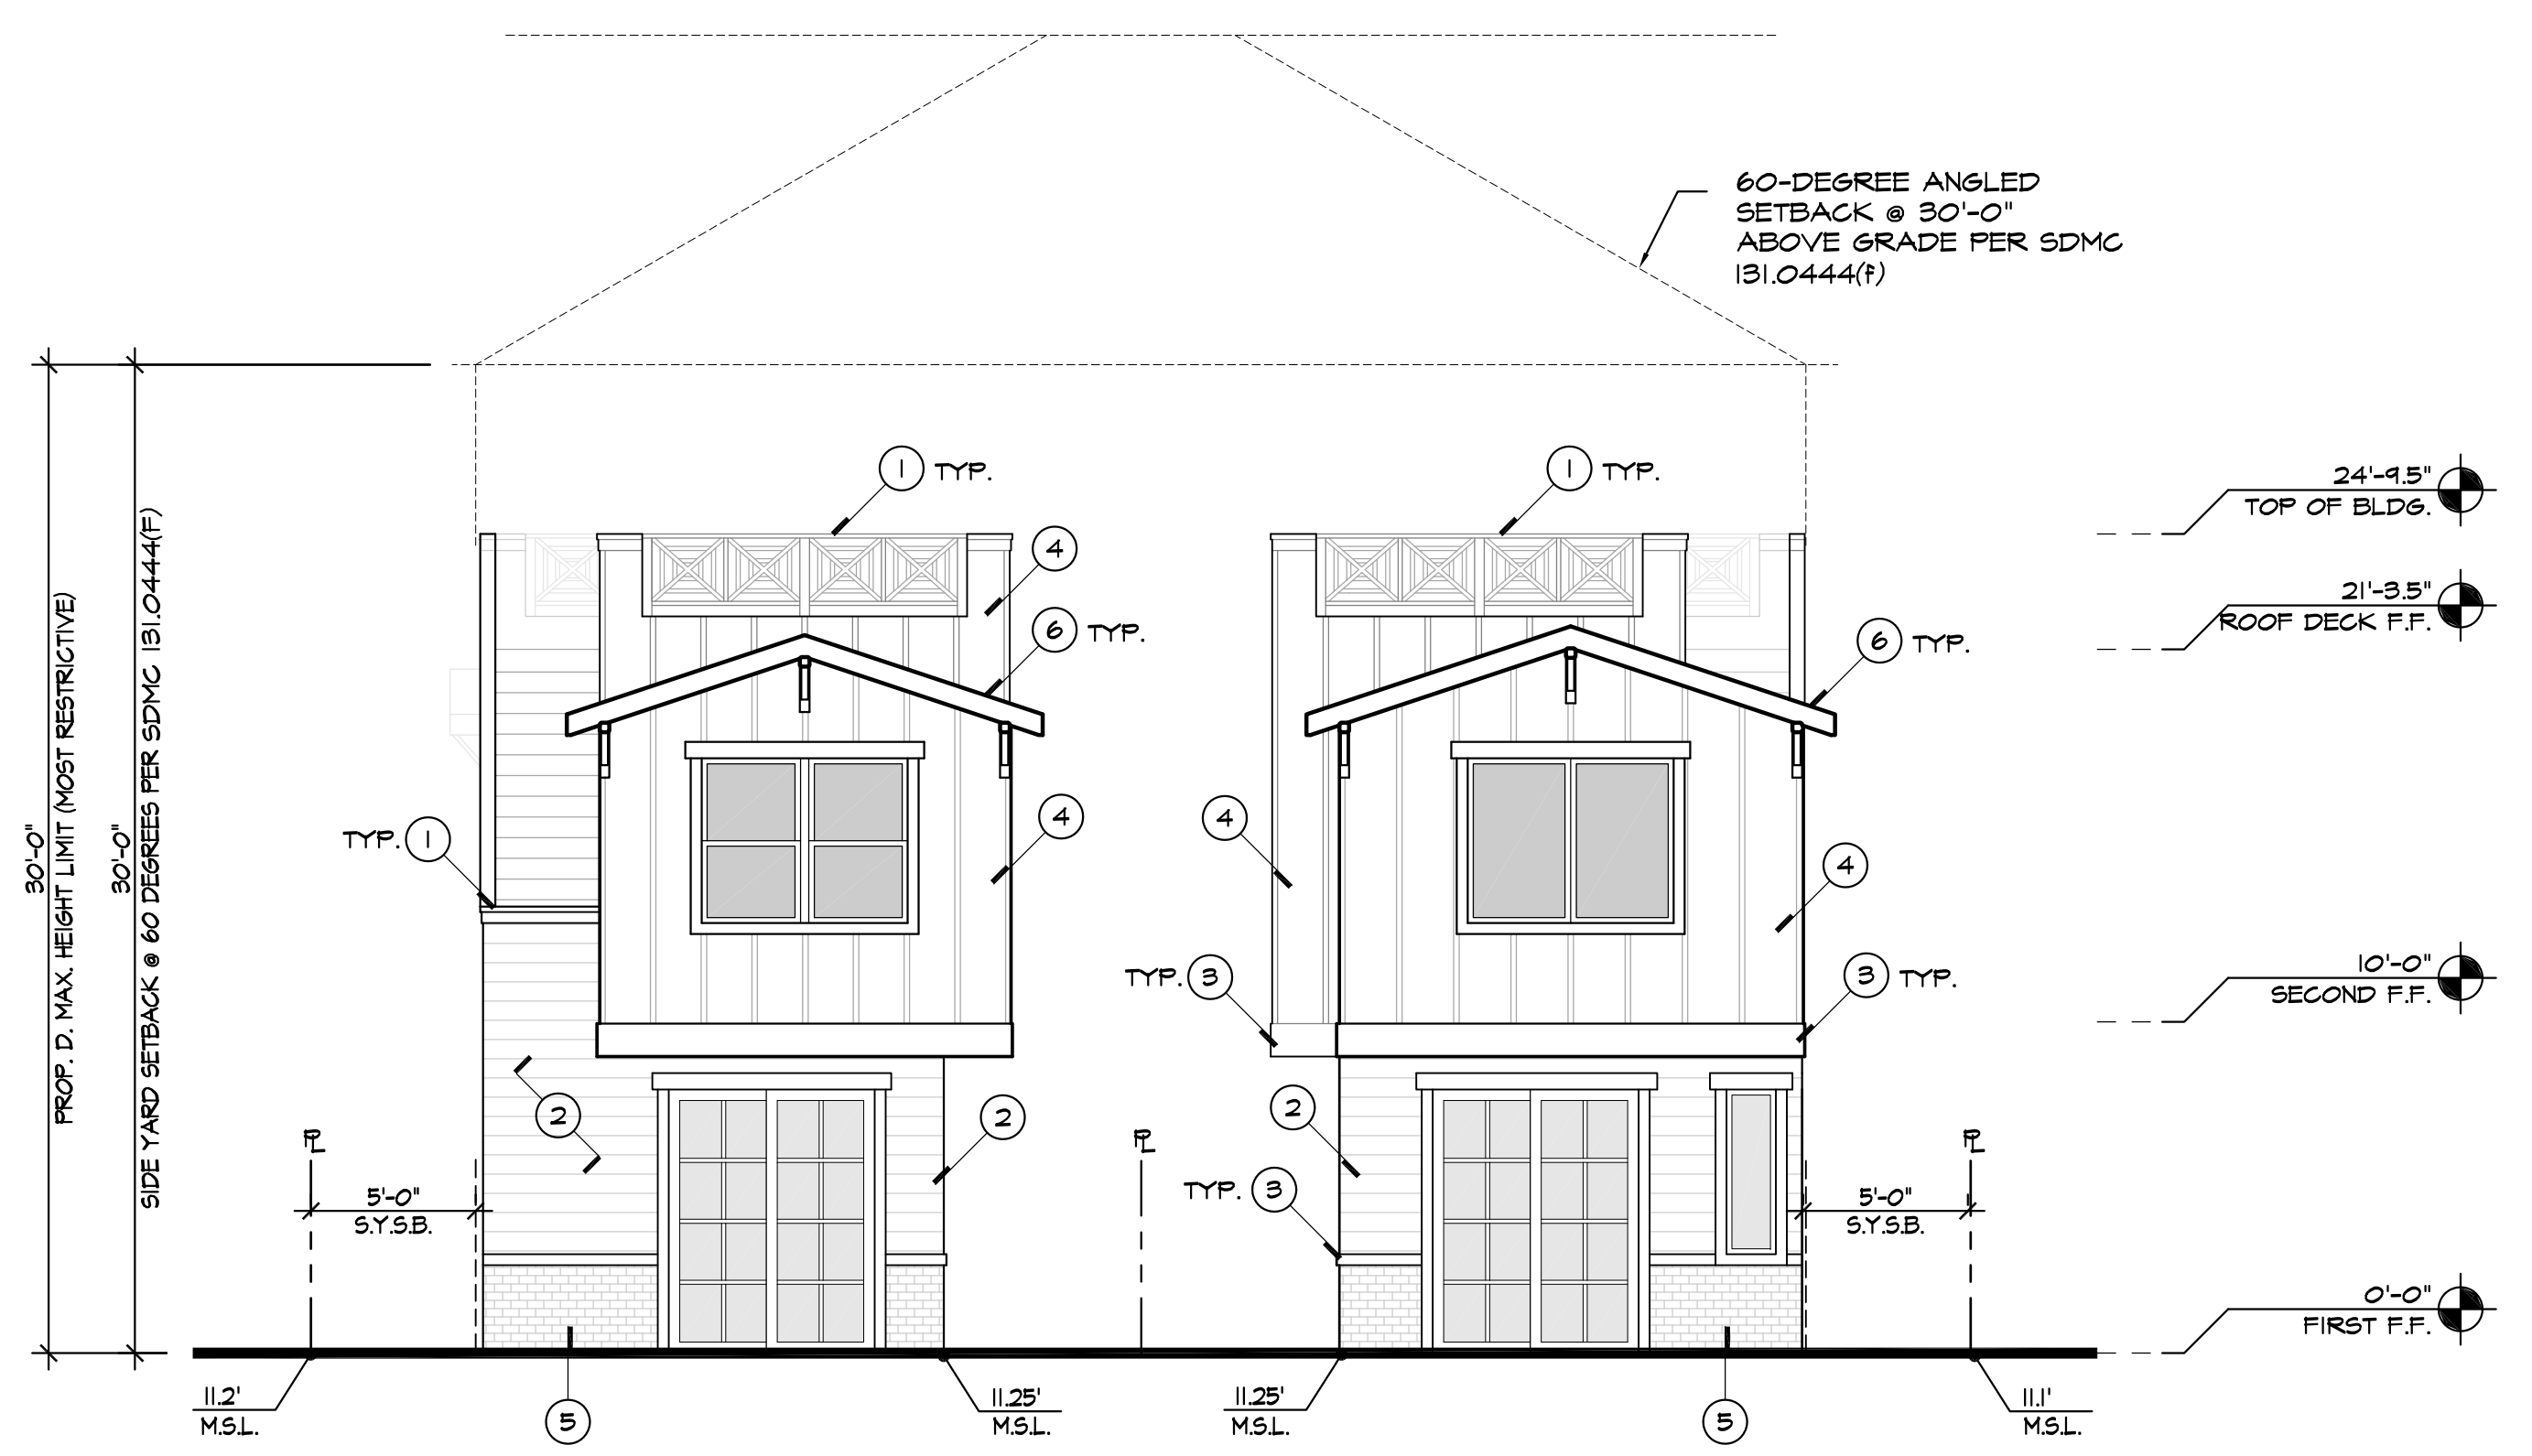 60-DEGREE ANGLED
SETBACK @ 30'-0"
ABOVE GRADE PER SDMC
131.0444(f)
30'-0"
PROP. D. MAX. HEIGHT LIMIT (MOST RESTRICTIVE)
30'-0"
SIDE YARD SETBACK @ 60 DEGREES PER SDMC 131.0444(F)
1 TYP.
1 TYP.
24'-9.5"
TOP OF BLDG.
4
21'-3.5"
ROOF DECK F.F.
6 TYP.
6 TYP.
4
4
TYP. 1
4
TYP. 3
3 TYP.
10'-0"
SECOND F.F.
2
2
2
PL
PL
PL
5'-0"
S.Y.S.B.
TYP. 3
5'-0"
S.Y.S.B.
0'-0"
FIRST F.F.
11.2'
M.S.L.
5
11.25'
M.S.L.
11.25'
M.S.L.
5
11.1'
M.S.L.